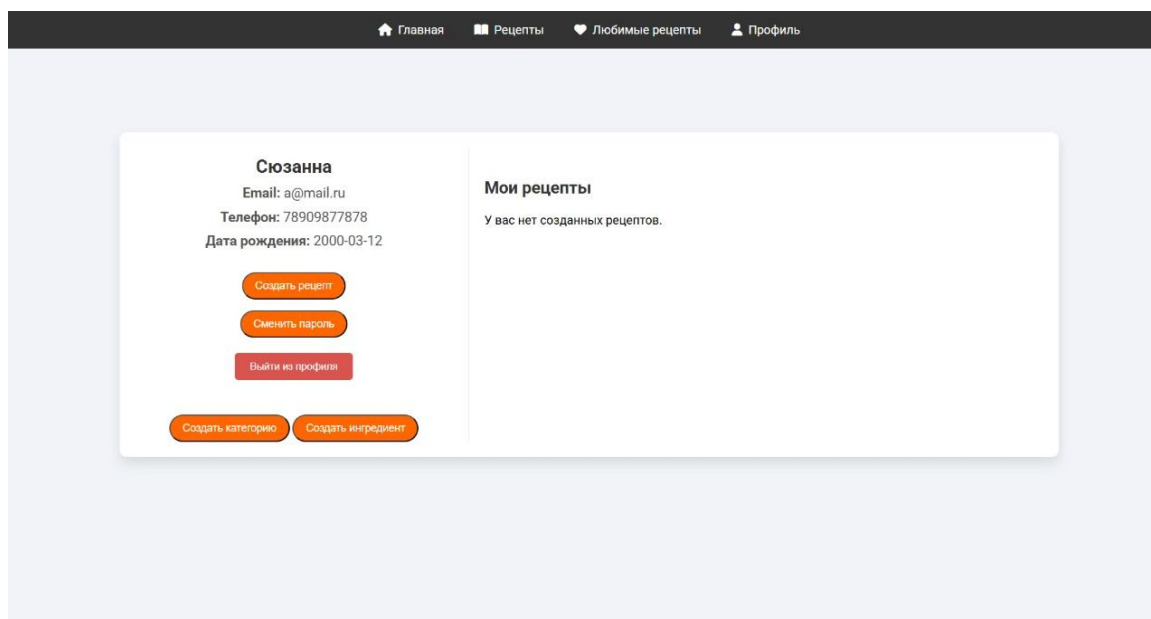 Главная Рецепты Любимые рецепты Профиль
Сюзанна
Email: a@mail.ru
Телефон: 78909877878
Дата рождения: 2000-03-12
Создать рецепт
Сменить пароль
Выйти из профиля
Создать категорию Создать ингредиент
Мои рецепты
У вас нет созданных рецептов.